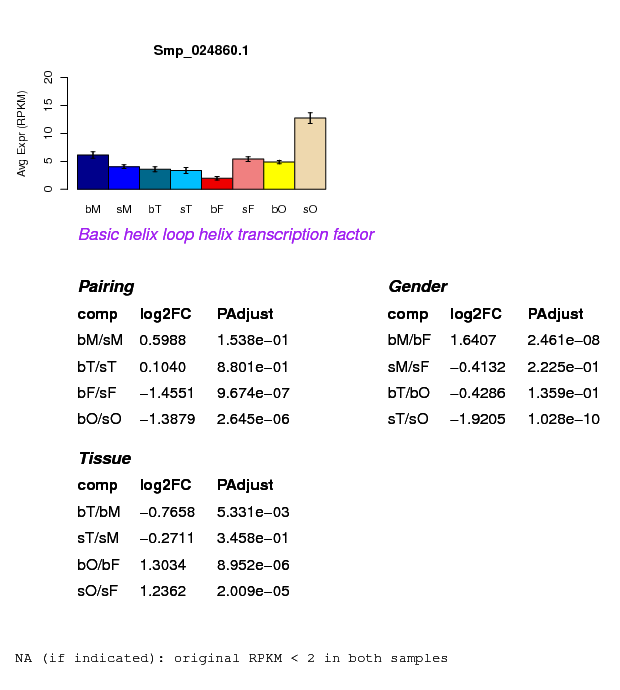 Smp_024860.1
Avg Expr (RPKM)
20
15
10
5
0
bM sM bT sT bF sF bO sO
Basic helix loop helix transcription factor
Pairing
comp log2FC PAdjust
bM/sM 0.5988 1.538e−01
bT/sT 0.1040 8.801e−01
bF/sF −1.4551 9.674e−07
bO/sO −1.3879 2.645e−06
Gender
comp log2FC PAdjust
bM/bF 1.6407 2.461e−08
sM/sF −0.4132 2.225e−01
bT/bO −0.4286 1.359e−01
sT/sO −1.9205 1.028e−10
Tissue
comp log2FC PAdjust
bT/bM −0.7658 5.331e−03
sT/sM −0.2711 3.458e−01
bO/bF 1.3034 8.952e−06
sO/sF 1.2362 2.009e−05
NA (if indicated): original RPKM < 2 in both samples